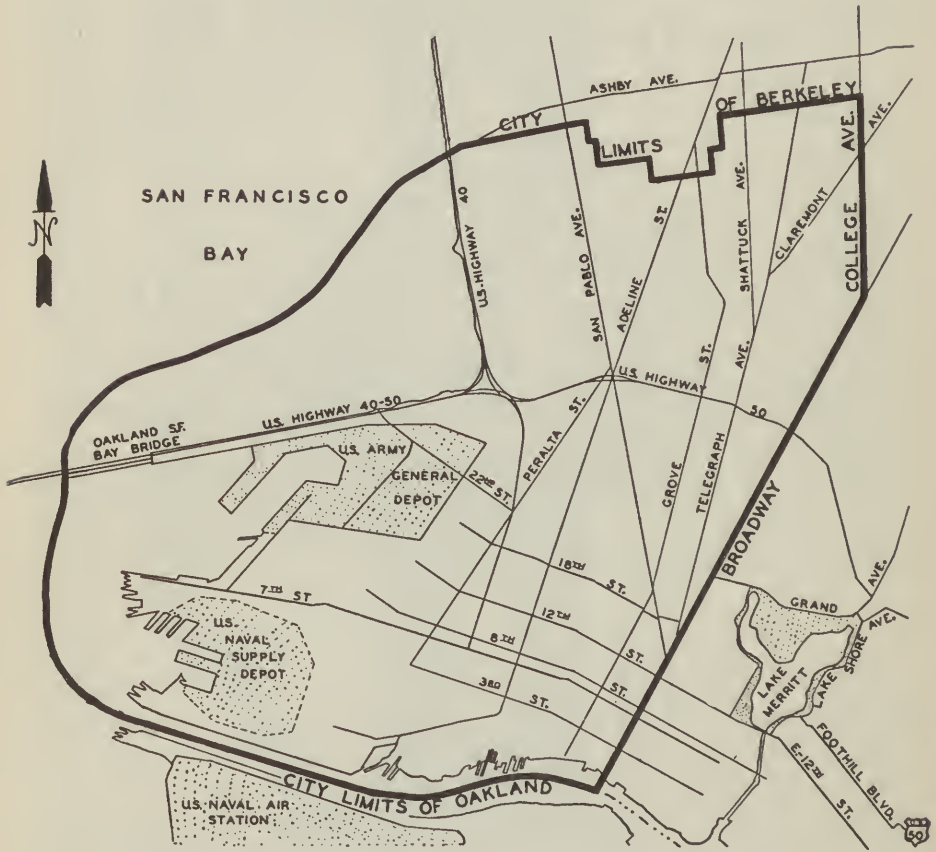 ASHBY AVE.
CITY
LIMITS
OF BERKELEY
COLLEGE AVE.
AVE.
CLAREMONT
SHATTUCK AVE.
SAN FRANCISCO
BAY
N
U.S.-HIGHWAY 40
SAN PABLO AVE.
ADELINE ST.
GROVE ST.
TELEGRAPH AVE.
U.S. HIGHWAY 50
U.S. HIGHWAY 40-50
OAKLAND S.F.
BAY BRIDGE
U.S. ARMY
GENERAL
DEPOT
22ND ST.
PERALTA ST.
BROADWAY
18TH ST.
12TH ST.
7TH ST
8TH ST.
3RD ST.
U.S.
NAVAL
SUPPLY
DEPOT
GRAND AVE.
LAKE
MERRITT
LAKE SHORE AVE.
FOOTHILL BLVD.
E-12TH ST.
50
CITY LIMITS OF OAKLAND
U.S. NAVAL AIR
STATION